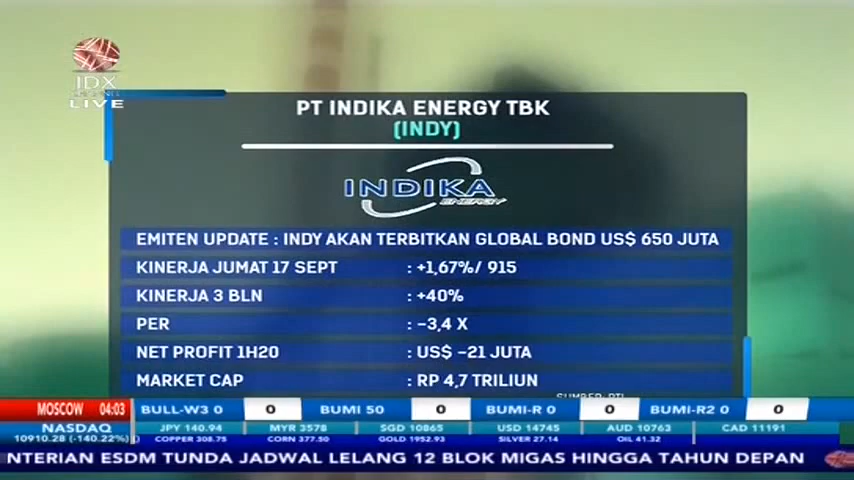 IDX
CHANNEL
LIVE
PT INDIKA ENERGY TBK
(INDY)
INDIKA
ENERGY
EMITEN UPDATE : INDY AKAN TERBITKAN GLOBAL BOND US$ 650 JUTA
KINERJA JUMAT 17 SEPT : +1,67%/ 915
KINERJA 3 BLN : +40%
PER : -3,4 X
NET PROFIT 1H20 : US$ -21 JUTA
MARKET CAP : RP 4,7 TRILIUN
MOSCOW 04:03 BULL-W3 0 0 BUMI 50 0 BUMI-R 0 0 BUMI-R2 0 0
NASDAQ JPY 140.94 MYR 3578 SGD 10865 USD 14745 AUD 10763 CAD 11191
10910.28 (-140.22%) COPPER 308.75 CORN 377.50 GOLD 1952.93 SILVER 27.14 OIL 41.32
NTERIAN ESDM TUNDA JADWAL LELANG 12 BLOK MIGAS HINGGA TAHUN DEPAN